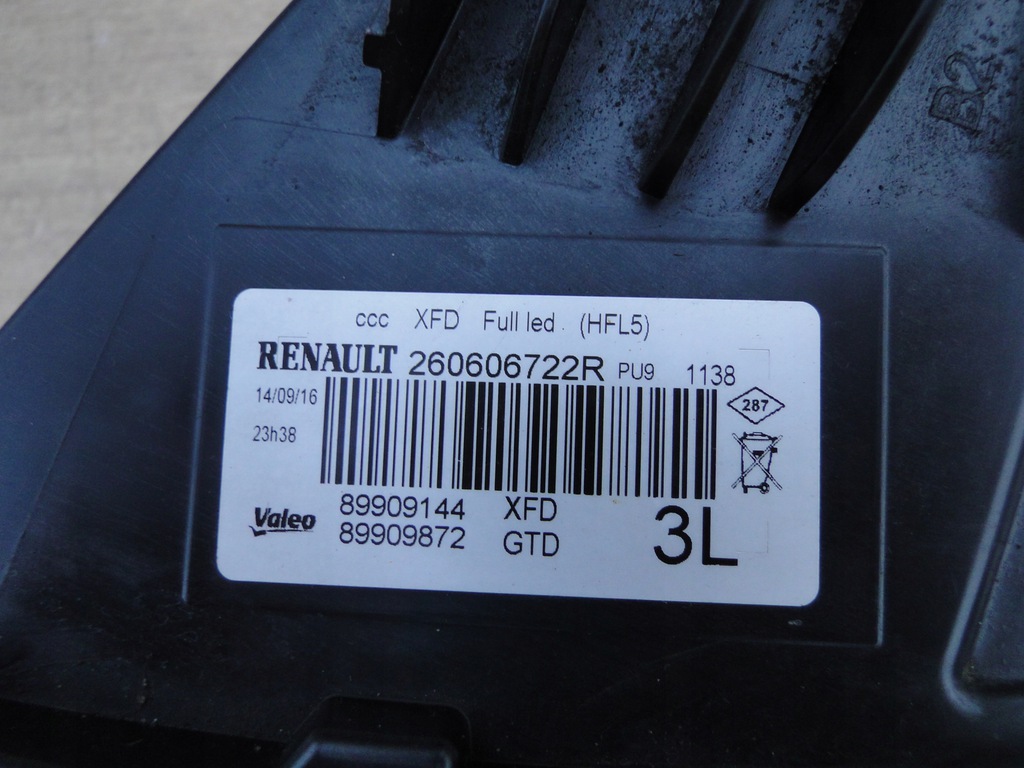 B2
ccc XFD Full led (HFL5)
RENAULT 260606722R PU9 1138
14/09/16
287
23h38
89909144 XFD
Valeo
89909872 GTD
3L